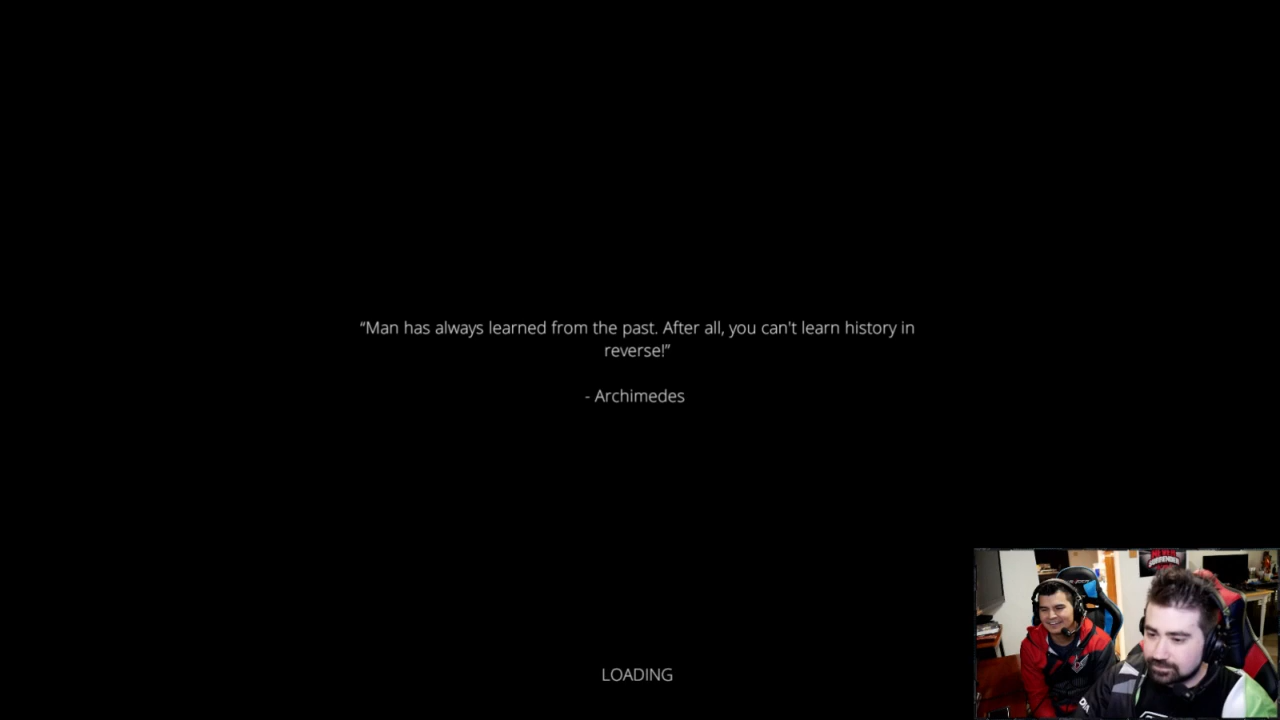 “Man has always learned from the past. After all, you can't learn history in
reverse!”
- Archimedes
LOADING